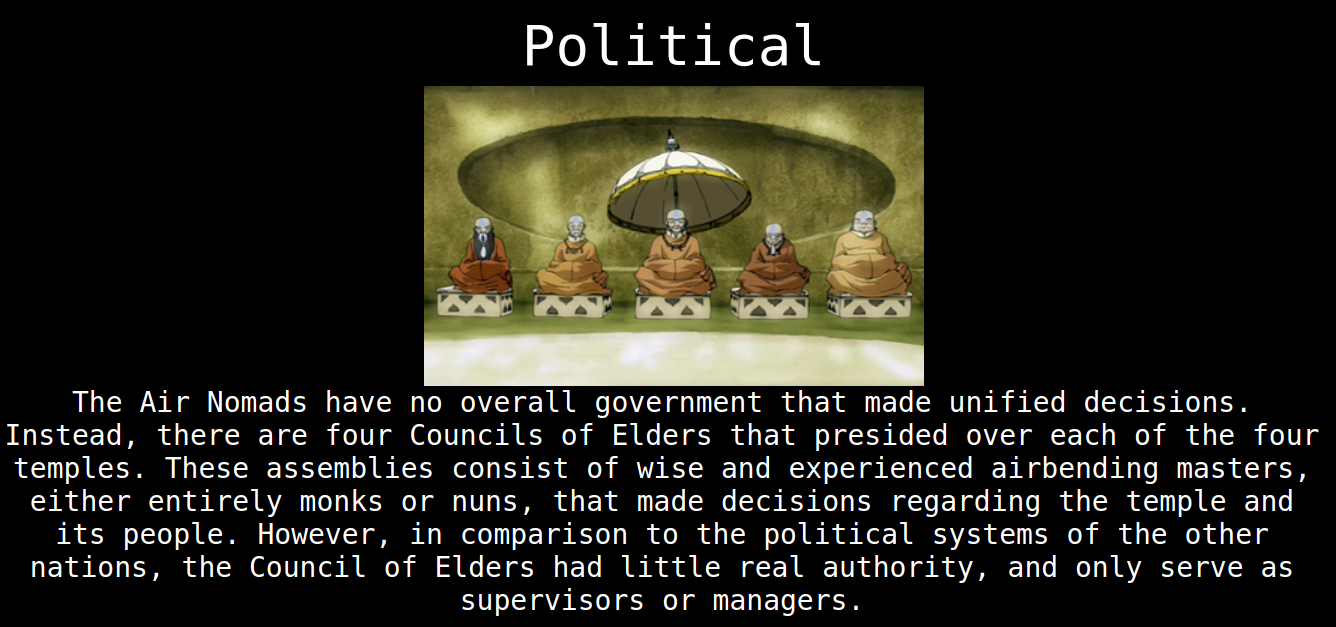 Political
The Air Nomads have no overall government that made unified decisions.
Instead, there are four Councils of Elders that presided over each of the four
temples. These assemblies consist of wise and experienced airbending masters,
either entirely monks or nuns, that made decisions regarding the temple and
its people. However, in comparison to the political systems of the other
nations, the Council of Elders had little real authority, and only serve as
supervisors or managers.